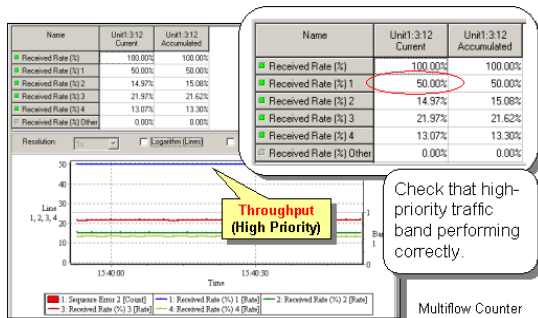 Name Unit1:3:12 Current Unit1:3:12 Accumulated
Received Rate (%) 100.00% 100.00%
Received Rate (%) 1 50.00% 50.00%
Received Rate (%) 2 14.97% 15.08%
Received Rate (%) 3 21.97% 21.62%
Received Rate (%) 4 13.07% 13.30%
Received Rate (%) Other 0.00% 0.00%
Resolution: 1s Logarithm (Lines)
Name Unit1:3:12 Current Unit1:3:12 Accumulated
Received Rate (%) 100.00% 100.00%
Received Rate (%) 1 50.00% 50.00%
Received Rate (%) 2 14.97% 15.08%
Received Rate (%) 3 21.97% 21.62%
Received Rate (%) 4 13.07% 13.30%
Received Rate (%) Other 0.00% 0.00%
50
40
30
20
10
0
Line
1, 2, 3, 4
1
0
1
15:40:00 15:40:30
Time
Throughput
(High Priority)
Check that high-
priority traffic
band performing
correctly.
1: Sequence Error 2 [Count] 1: Received Rate (%) 1 [Rate] 2: Received Rate (%) 2 [Rate]
3: Received Rate (%) 3 [Rate] 4: Received Rate (%) 4 [Rate]
Multiflow Counter